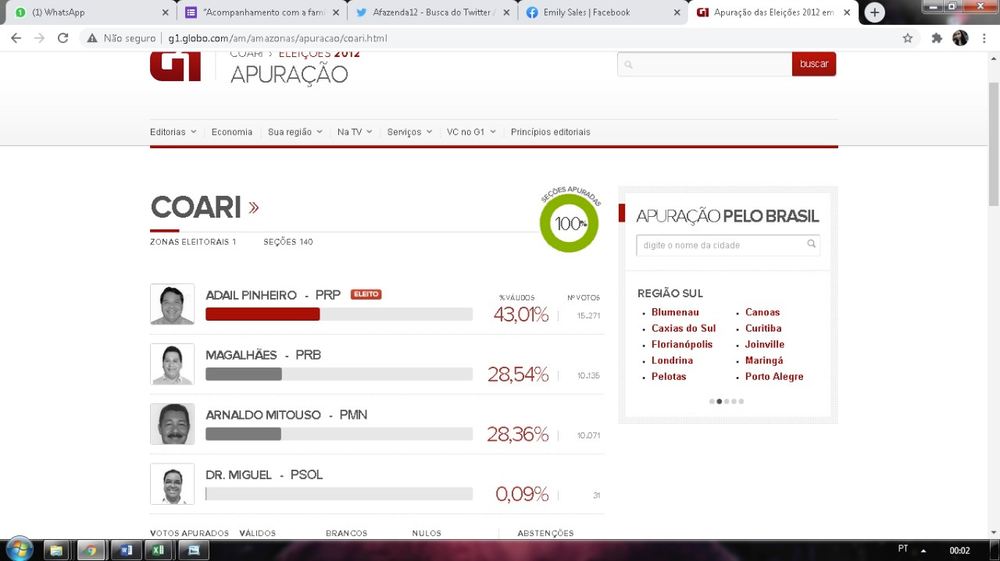 (1) WhatsApp
"Acompanhamento com a fami
Afazenda12 - Busca do Twitter /
Emily Sales | Facebook
G1 Apuração das Eleições 2012 em
Não seguro | g1.globo.com/am/amazonas/apuracao/coari.html
G1
COARI > ELEIÇÕES 2012
APURAÇÃO
buscar
Editorias
Economia
Sua região
Na TV
Serviços
VC no G1
Princípios editoriais
COARI »
SEÇÕES APURADAS
100%
ZONAS ELEITORAIS 1
SEÇÕES 140
% VÁLIDOS
Nº VOTOS
ADAIL PINHEIRO - PRP ELEITO
43,01%
15.271
MAGALHÃES - PRB
28,54%
10.135
ARNALDO MITOUSO - PMN
28,36%
10.071
DR. MIGUEL - PSOL
0,09%
31
VOTOS APURADOS
VÁLIDOS
BRANCOS
NULOS
ABSTENÇÕES
APURAÇÃO PELO BRASIL
digite o nome da cidade
REGIÃO SUL
Blumenau
Canoas
Caxias do Sul
Curitiba
Florianópolis
Joinville
Londrina
Maringá
Pelotas
Porto Alegre
PT
00:02